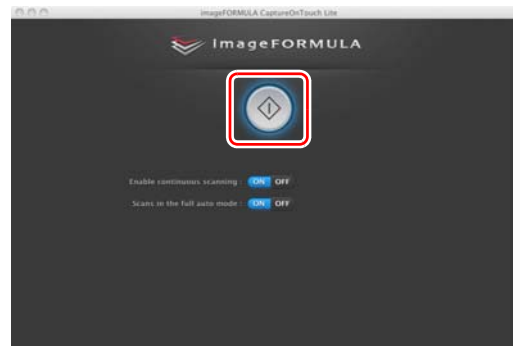 imageFORMULA CaptureOnTouch Lite
imageFORMULA
Enable continuous scanning : ON OFF
Scans in the full auto mode : ON OFF